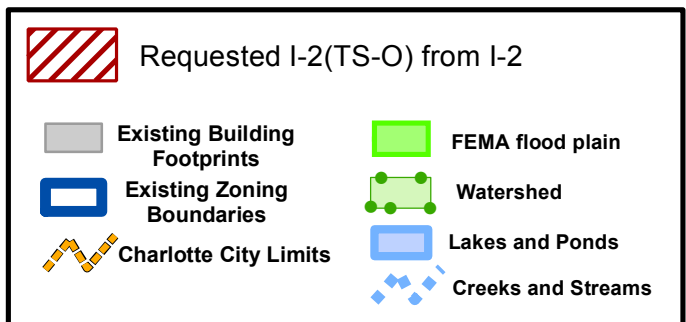 Requested I-2(TS-O) from I-2
Existing Building
Footprints
Existing Zoning
Boundaries
Charlotte City Limits
FEMA flood plain
Watershed
Lakes and Ponds
Creeks and Streams